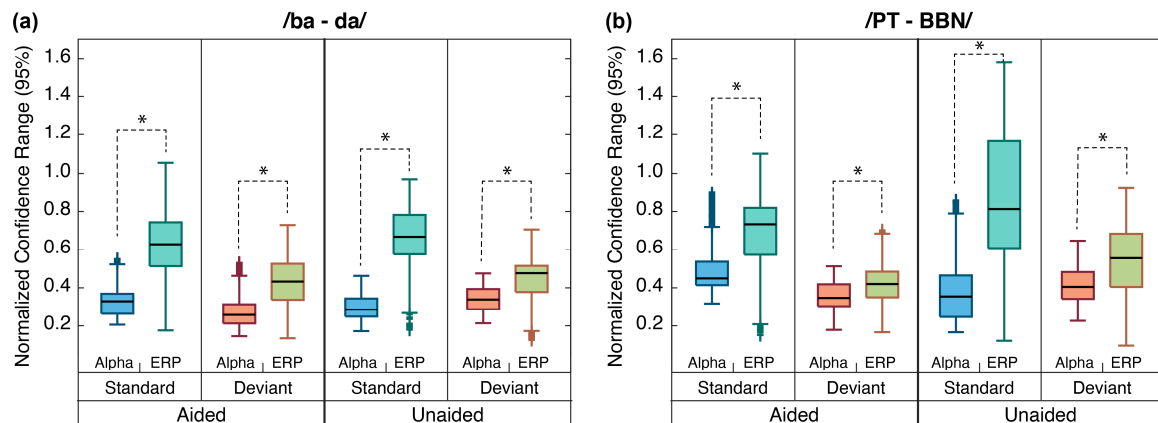 (a) /ba - da/
Normalized Confidence Range (95%)
1.6
1.4
1.2
1.0
0.8
0.6
0.4
0.2
* * * *
Alpha ERP Alpha ERP Alpha ERP Alpha ERP
Standard Deviant Standard Deviant
Aided Unaided
(b) /PT - BBN/
Normalized Confidence Range (95%)
1.6
1.4
1.2
1.0
0.8
0.6
0.4
0.2
* * * *
Alpha ERP Alpha ERP Alpha ERP Alpha ERP
Standard Deviant Standard Deviant
Aided Unaided